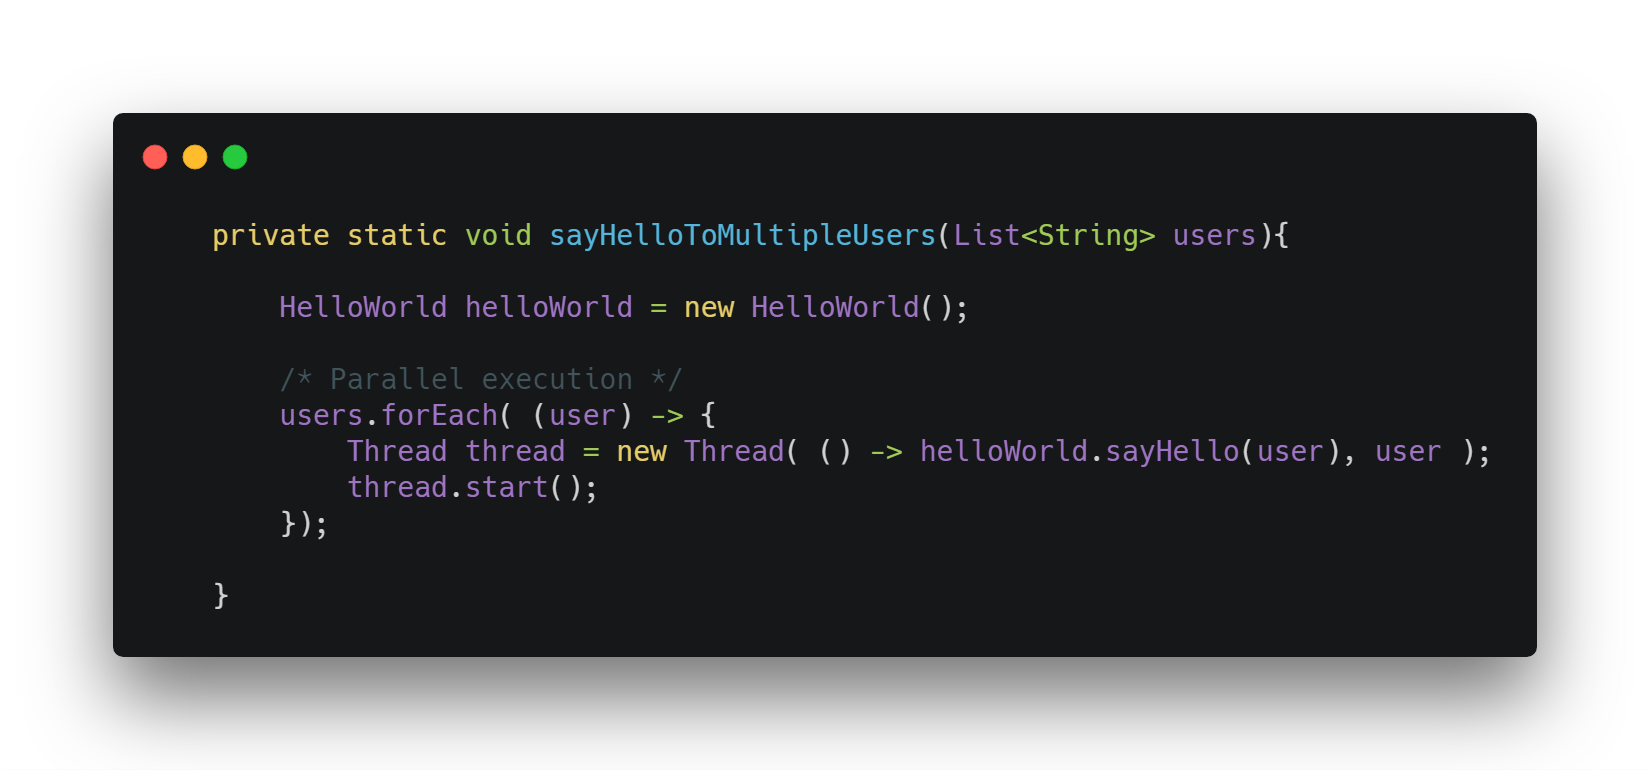 private static void sayHelloToMultipleUsers(List<String> users){
HelloWorld helloWorld = new HelloWorld();
/* Parallel execution */
users.forEach( (user) -> {
Thread thread = new Thread( () -> helloWorld.sayHello(user), user );
thread.start();
});
}